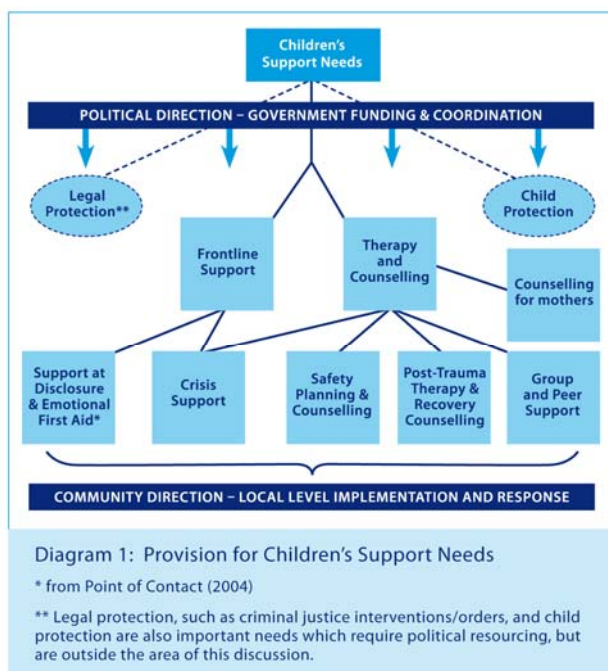 Children's
Support Needs
POLITICAL DIRECTION – GOVERNMENT FUNDING & COORDINATION
Legal
Protection**
Child
Protection
Frontline
Support
Therapy
and
Counselling
Counselling
for mothers
Support at
Disclosure
& Emotional
First Aid*
Crisis
Support
Safety
Planning &
Counselling
Post-Trauma
Therapy &
Recovery
Counselling
Group
and Peer
Support
COMMUNITY DIRECTION – LOCAL LEVEL IMPLEMENTATION AND RESPONSE
Diagram 1: Provision for Children's Support Needs
* from Point of Contact (2004)
** Legal protection, such as criminal justice interventions/orders, and child
protection are also important needs which require political resourcing, but
are outside the area of this discussion.